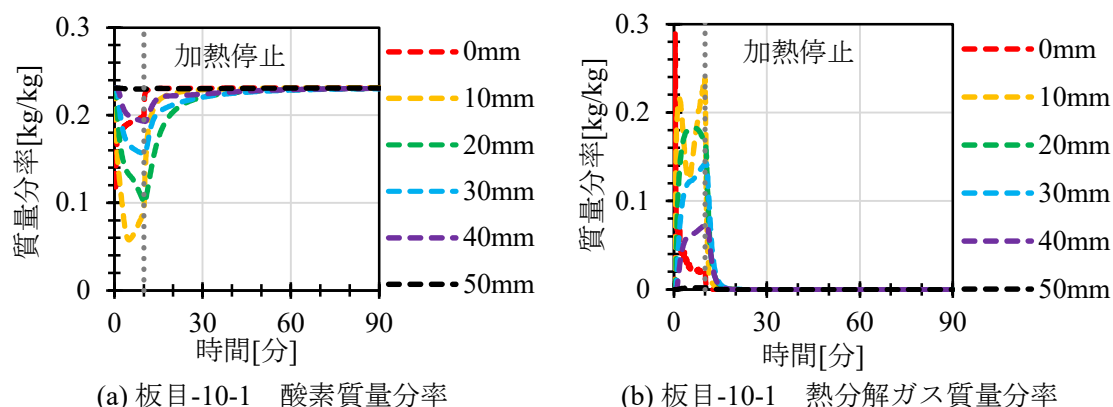 0.3
0.2
0.1
0
質量分率[kg/kg]
加熱停止
0 30 60 90
時間[分]
0mm
10mm
20mm
30mm
40mm
50mm
(a) 板目-10-1 酸素質量分率
0.3
0.2
0.1
0
質量分率[kg/kg]
加熱停止
0 30 60 90
時間[分]
0mm
10mm
20mm
30mm
40mm
50mm
(b) 板目-10-1 熱分解ガス質量分率